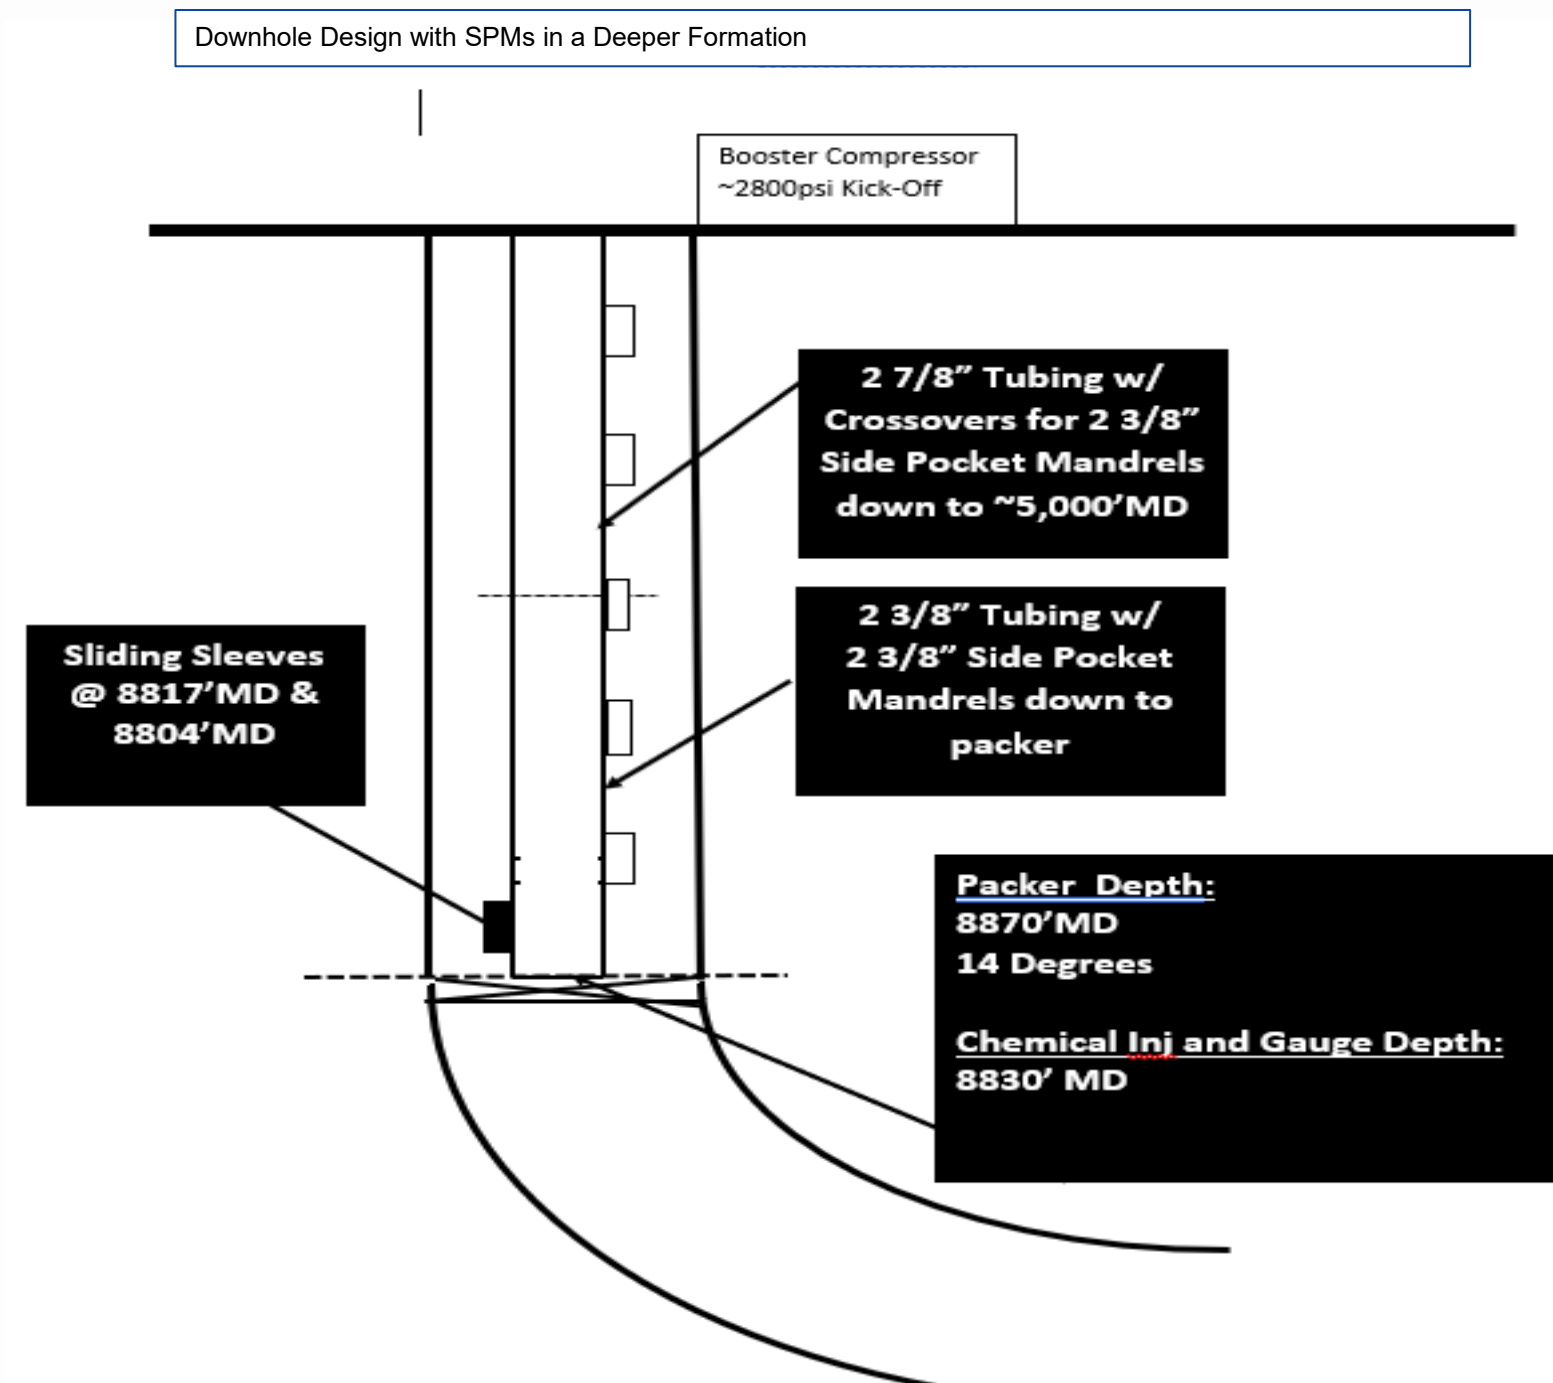 Downhole Design with SPMs in a Deeper Formation
Booster Compressor
~2800psi Kick-Off
2 7/8” Tubing w/
Crossovers for 2 3/8”
Side Pocket Mandrels
down to ~5,000’MD
2 3/8” Tubing w/
2 3/8” Side Pocket
Mandrels down to
packer
Sliding Sleeves
@ 8817’MD &
8804’MD
Packer Depth:
8870’MD
14 Degrees
Chemical Inj and Gauge Depth:
8830’ MD